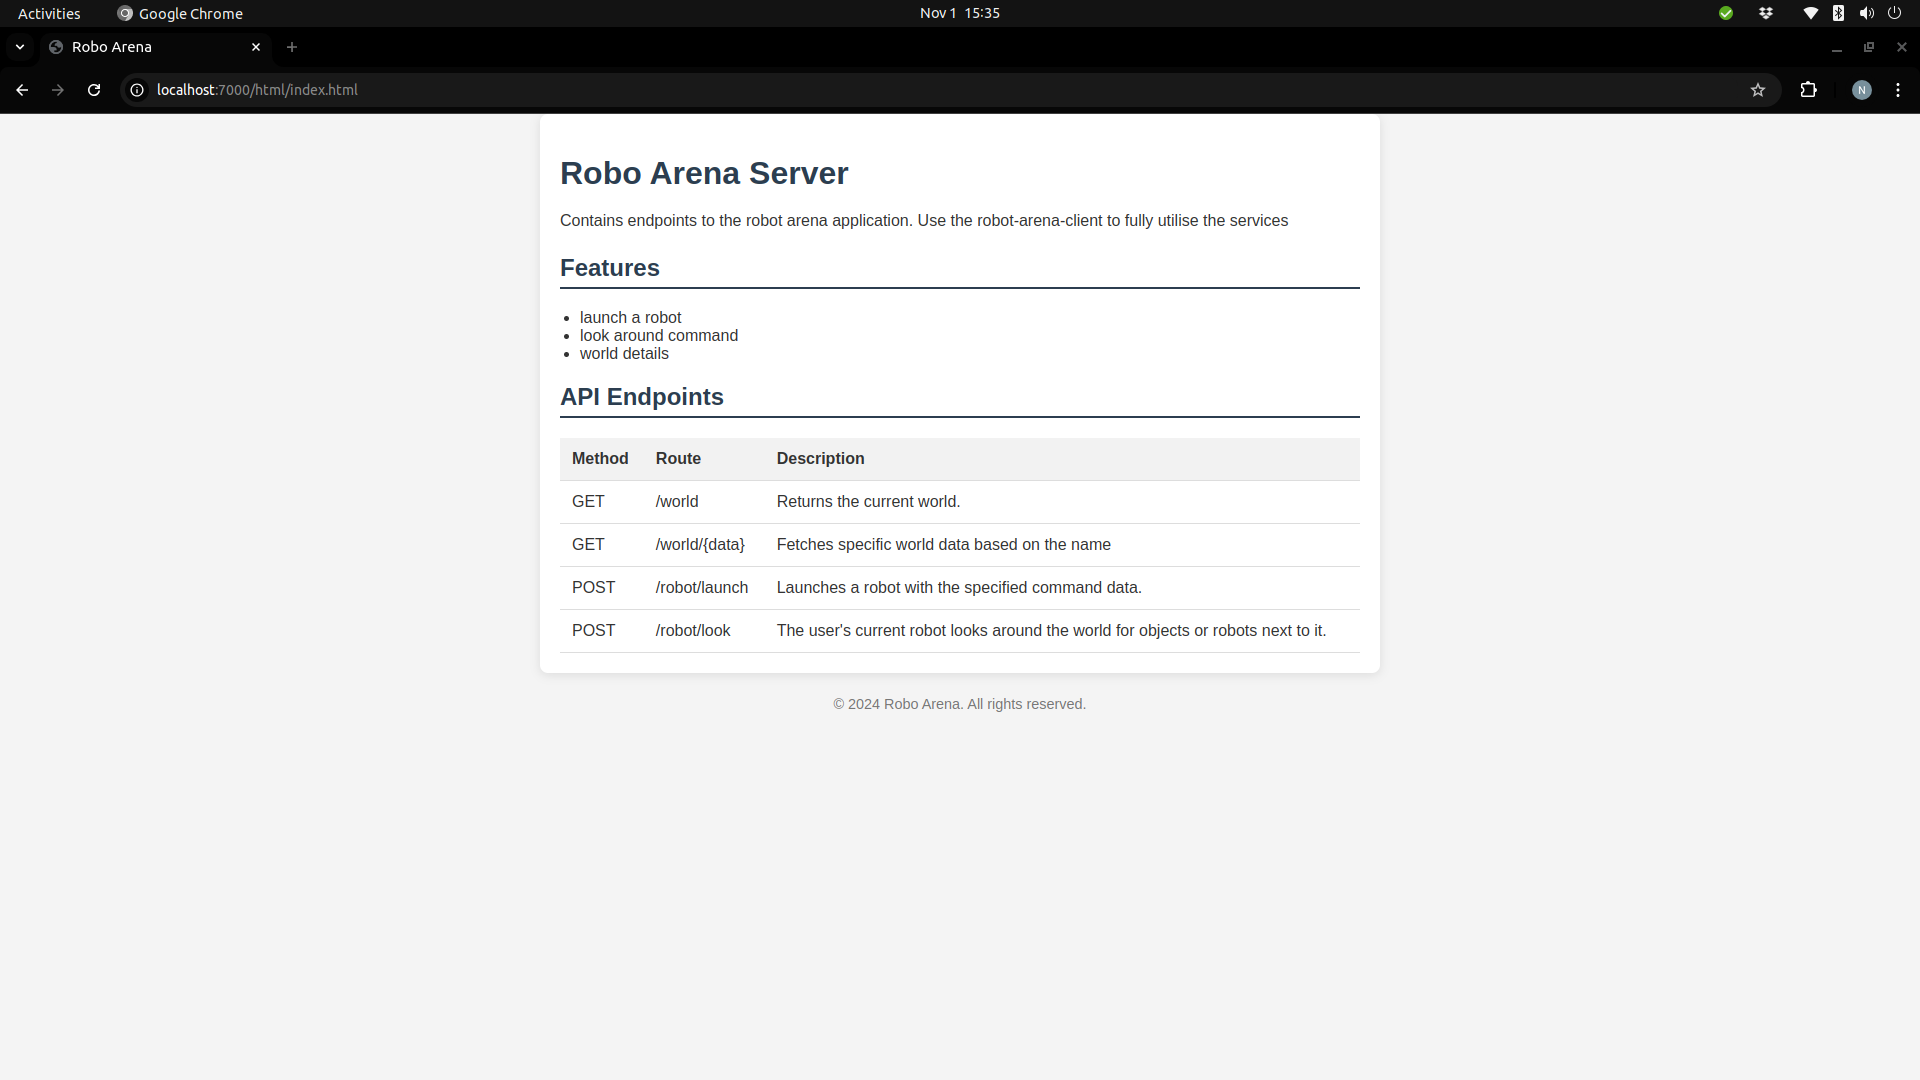 Activities Google Chrome Nov 1 15:35
Robo Arena
localhost:7000/html/index.html N
Robo Arena Server
Contains endpoints to the robot arena application. Use the robot-arena-client to fully utilise the services
Features
launch a robot
look around command
world details
API Endpoints
Method Route Description
GET /world Returns the current world.
GET /world/{data} Fetches specific world data based on the name
POST /robot/launch Launches a robot with the specified command data.
POST /robot/look The user's current robot looks around the world for objects or robots next to it.
© 2024 Robo Arena. All rights reserved.